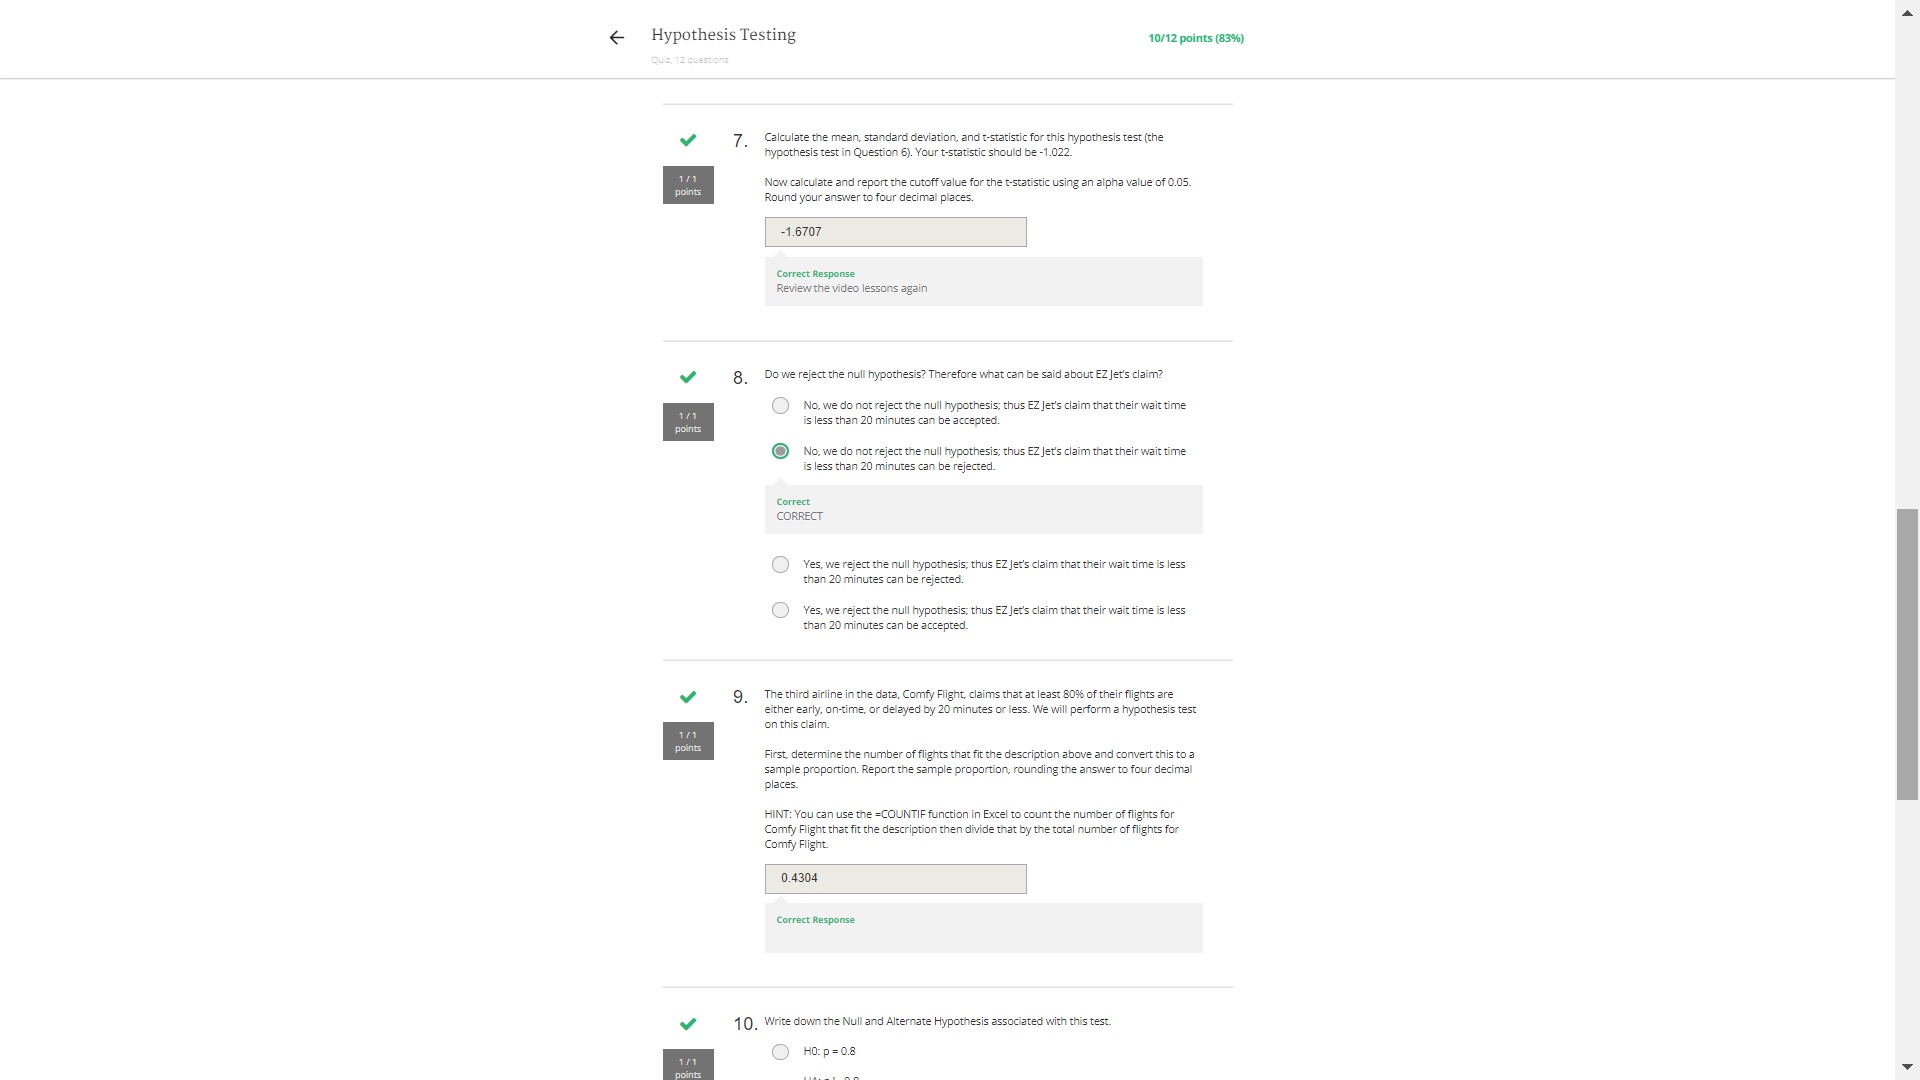 Hypothesis Testing
10/12 points (83%)
Quiz, 12 questions
7.
Calculate the mean, standard deviation, and t-statistic for this hypothesis test (the
hypothesis test in Question 6). Your t-statistic should be -1.022.
1 / 1
points
Now calculate and report the cutoff value for the t-statistic using an alpha value of 0.05.
Round your answer to four decimal places.
-1.6707
Correct Response
Review the video lessons again
8.
Do we reject the null hypothesis? Therefore what can be said about EZ Jet's claim?
1 / 1
points
No, we do not reject the null hypothesis; thus EZ Jet's claim that their wait time
is less than 20 minutes can be accepted.
No, we do not reject the null hypothesis; thus EZ Jet's claim that their wait time
is less than 20 minutes can be rejected.
Correct
CORRECT
Yes, we reject the null hypothesis; thus EZ Jet's claim that their wait time is less
than 20 minutes can be rejected.
Yes, we reject the null hypothesis; thus EZ Jet's claim that their wait time is less
than 20 minutes can be accepted.
9.
The third airline in the data, Comfy Flight, claims that at least 80% of their flights are
either early, on-time, or delayed by 20 minutes or less. We will perform a hypothesis test
on this claim.
1 / 1
points
First, determine the number of flights that fit the description above and convert this to a
sample proportion. Report the sample proportion, rounding the answer to four decimal
places.
HINT: You can use the =COUNTIF function in Excel to count the number of flights for
Comfy Flight that fit the description then divide that by the total number of flights for
Comfy Flight.
0.4304
Correct Response
10.
Write down the Null and Alternate Hypothesis associated with this test.
1 / 1
points
H0: p = 0.8